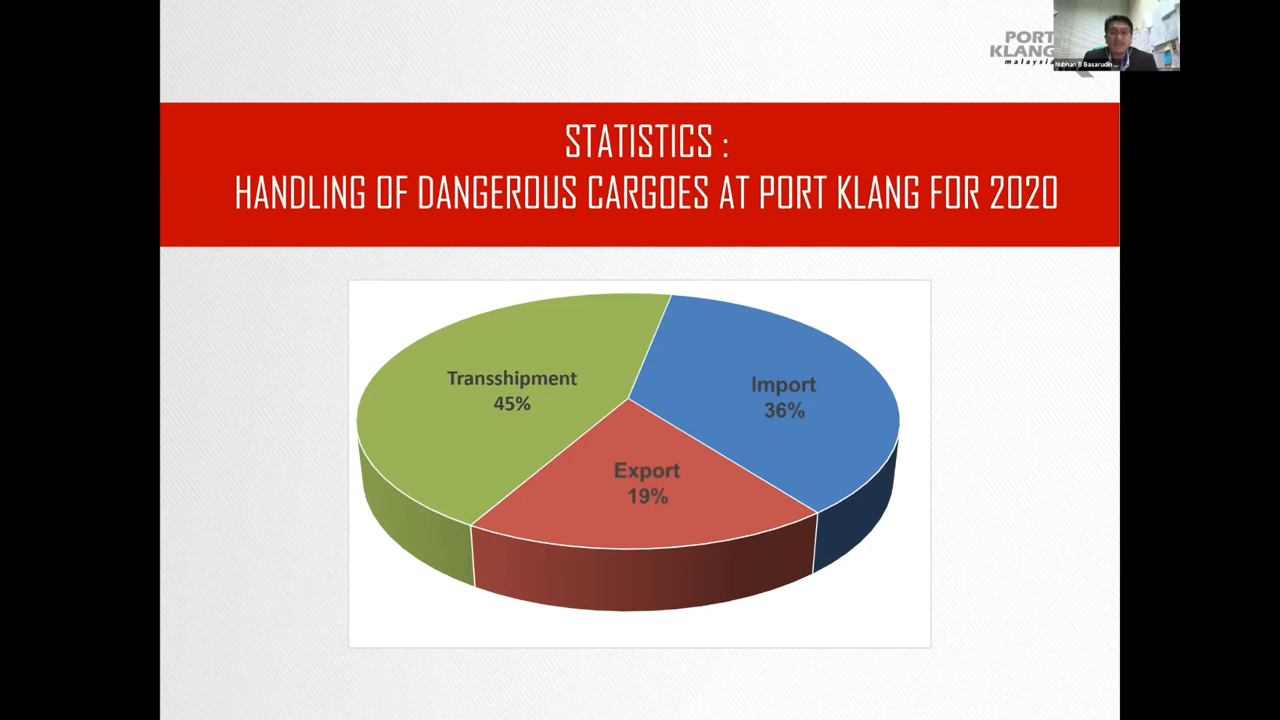 PORT
KLANG
malaysia
Nubhan B Basarudin
STATISTICS :
HANDLING OF DANGEROUS CARGOES AT PORT KLANG FOR 2020
Transshipment
45%
Import
36%
Export
19%